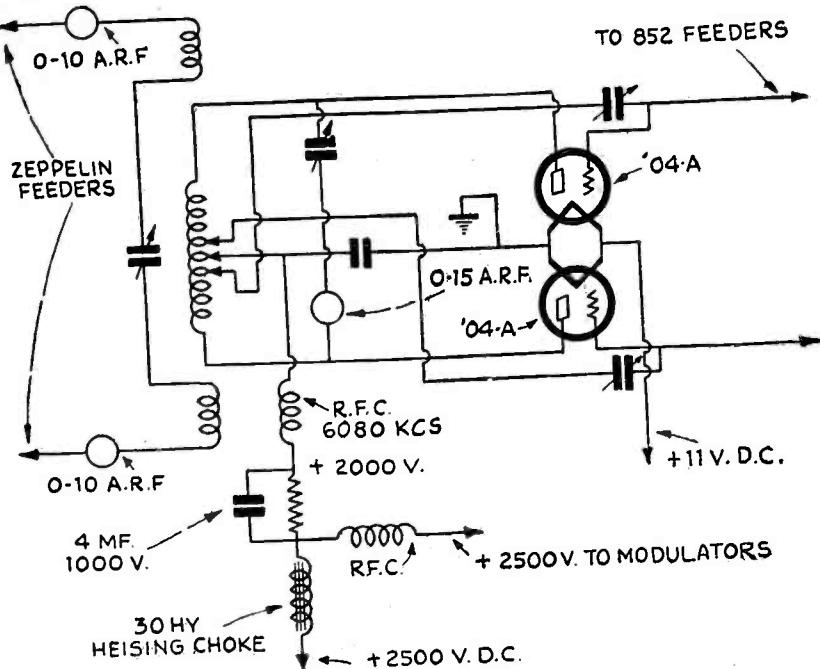 0-10 A.R.F
TO 852 FEEDERS
ZEPPELIN
FEEDERS
'04-A
0-15 A.R.F.
'04-A
R.F.C.
6080 KCS
+11 V. D.C.
0-10 A.R.F
+ 2000 V.
4 MF.
1000 V.
R.F.C.
+ 2500 V. TO MODULATORS
30 HY
HEISING CHOKE
+ 2500 V. D.C.